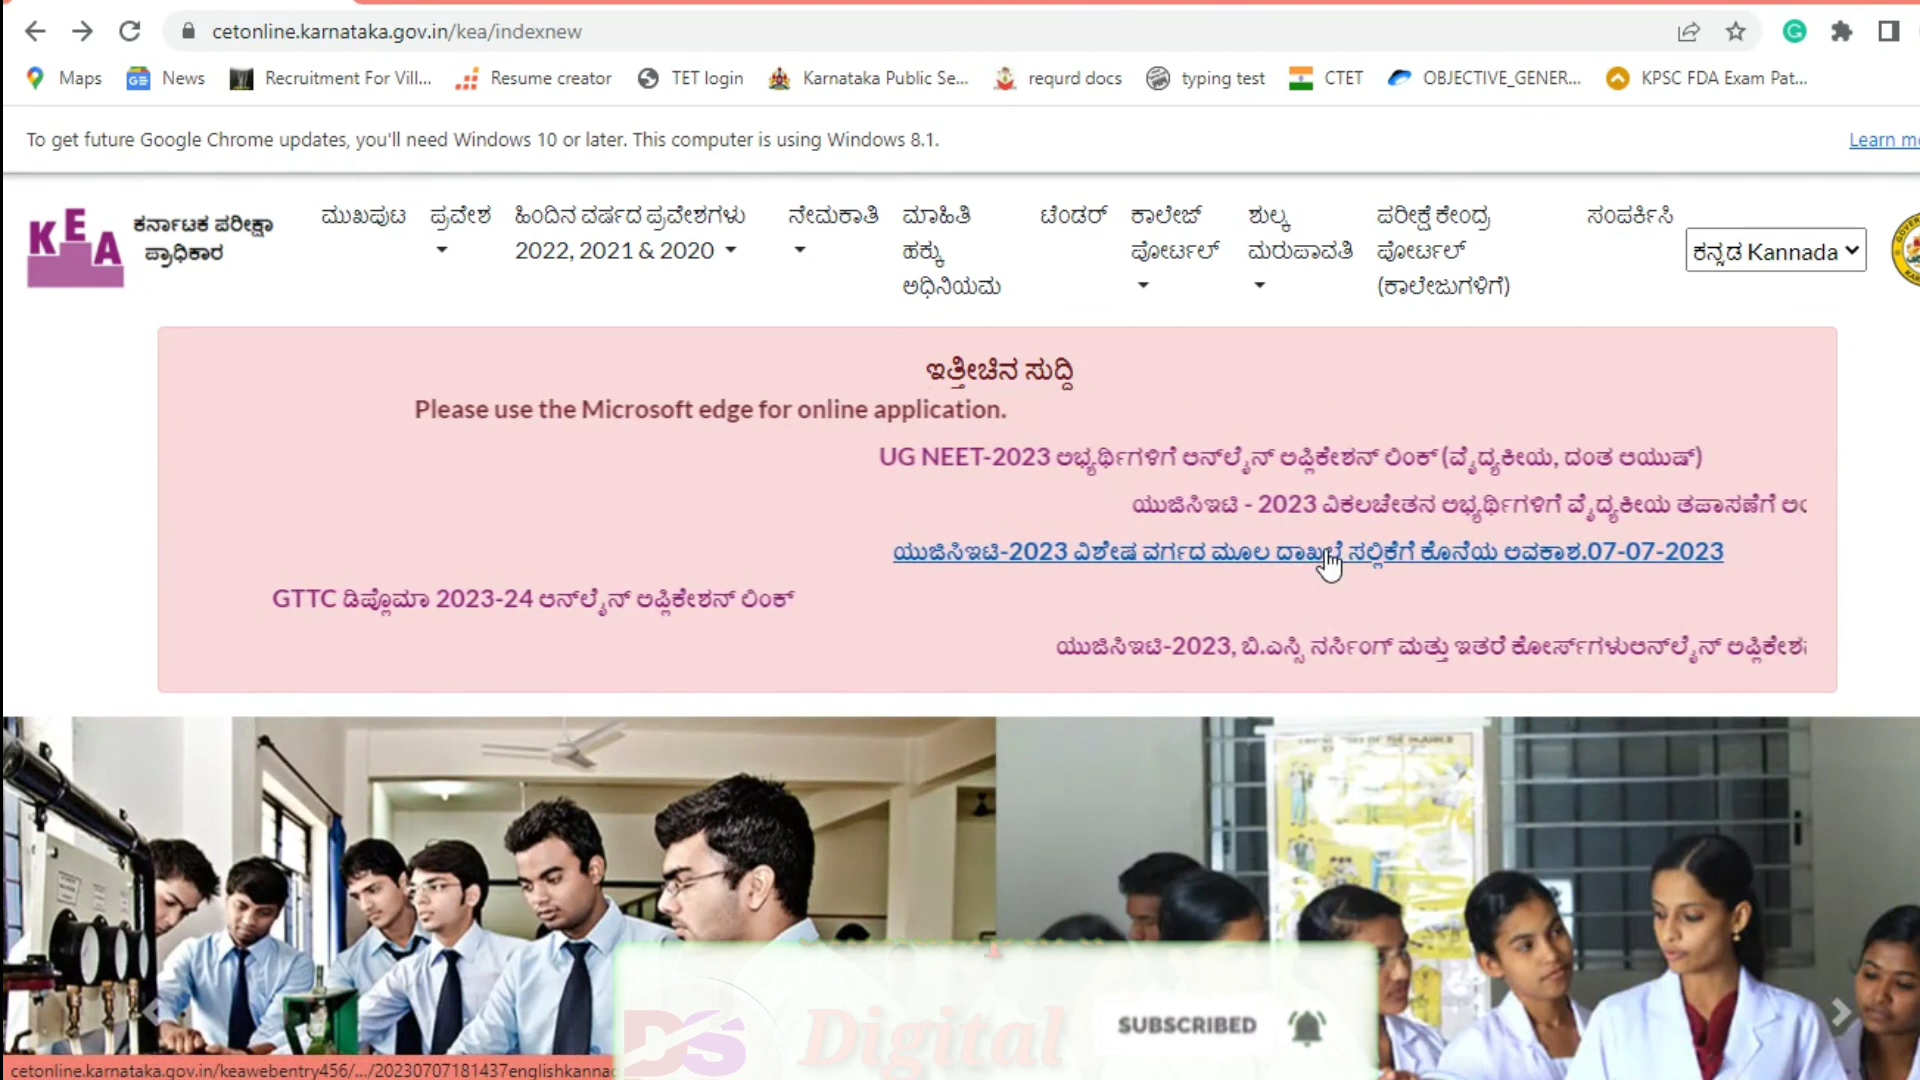 cetonline.karnataka.gov.in/kea/indexnew
Maps News Recruitment For Vill... Resume creator TET login Karnataka Public Se... requrd docs typing test CTET OBJECTIVE_GENER... KPSC FDA Exam Pat...
To get future Google Chrome updates, you'll need Windows 10 or later. This computer is using Windows 8.1.
Learn
KEA
ಕರ್ನಾಟಕ ಪರೀಕ್ಷಾ
ಪ್ರಾಧಿಕಾರ
ಮುಖಪುಟ
ಪ್ರವೇಶ
ಹಿಂದಿನ ವರ್ಷದ ಪ್ರವೇಶಗಳು
2022, 2021 & 2020
ನೇಮಕಾತಿ
ಮಾಹಿತಿ
ಹಕ್ಕು
ಅಧಿನಿಯಮ
ಟೆಂಡರ್
ಕಾಲೇಜ್
ಪೋರ್ಟಲ್
ಶುಲ್ಕ
ಮರುಪಾವತಿ
ಪರೀಕ್ಷೆ ಕೇಂದ್ರ
ಪೋರ್ಟಲ್
(ಕಾಲೇಜುಗಳಿಗೆ)
ಸಂಪರ್ಕಿಸಿ
ಕನ್ನಡ Kannada
ಇತ್ತೀಚಿನ ಸುದ್ದಿ
Please use the Microsoft edge for online application.
UG NEET-2023 ಅಭ್ಯರ್ಥಿಗಳಿಗೆ ಆನ್‌ಲೈನ್ ಅಪ್ಲಿಕೇಶನ್ ಲಿಂಕ್ (ವೈದ್ಯಕೀಯ, ದಂತ ಆಯುಷ್)
ಯುಜಿಸಿಇಟಿ - 2023 ವಿಕಲಚೇತನ ಅಭ್ಯರ್ಥಿಗಳಿಗೆ ವೈದ್ಯಕೀಯ ತಪಾಸಣೆಗೆ
ಯುಜಿಸಿಇಟಿ-2023 ವಿಶೇಷ ವರ್ಗದ ಮೂಲ ದಾಖಲೆ ಸಲ್ಲಿಕೆಗೆ ಕೊನೆಯ ಅವಕಾಶ.07-07-2023
GTTC ಡಿಪ್ಲೊಮಾ 2023-24 ಆನ್‌ಲೈನ್ ಅಪ್ಲಿಕೇಶನ್ ಲಿಂಕ್
ಯುಜಿಸಿಇಟಿ-2023, ಬಿ.ಎಸ್ಸಿ ನರ್ಸಿಂಗ್ ಮತ್ತು ಇತರೆ ಕೋರ್ಸ್‌ಗಳುಆನ್‌ಲೈನ್
DS Digital
SUBSCRIBED
cetonline.karnataka.gov.in/keawebentry456/.../20230707181437englishkannad